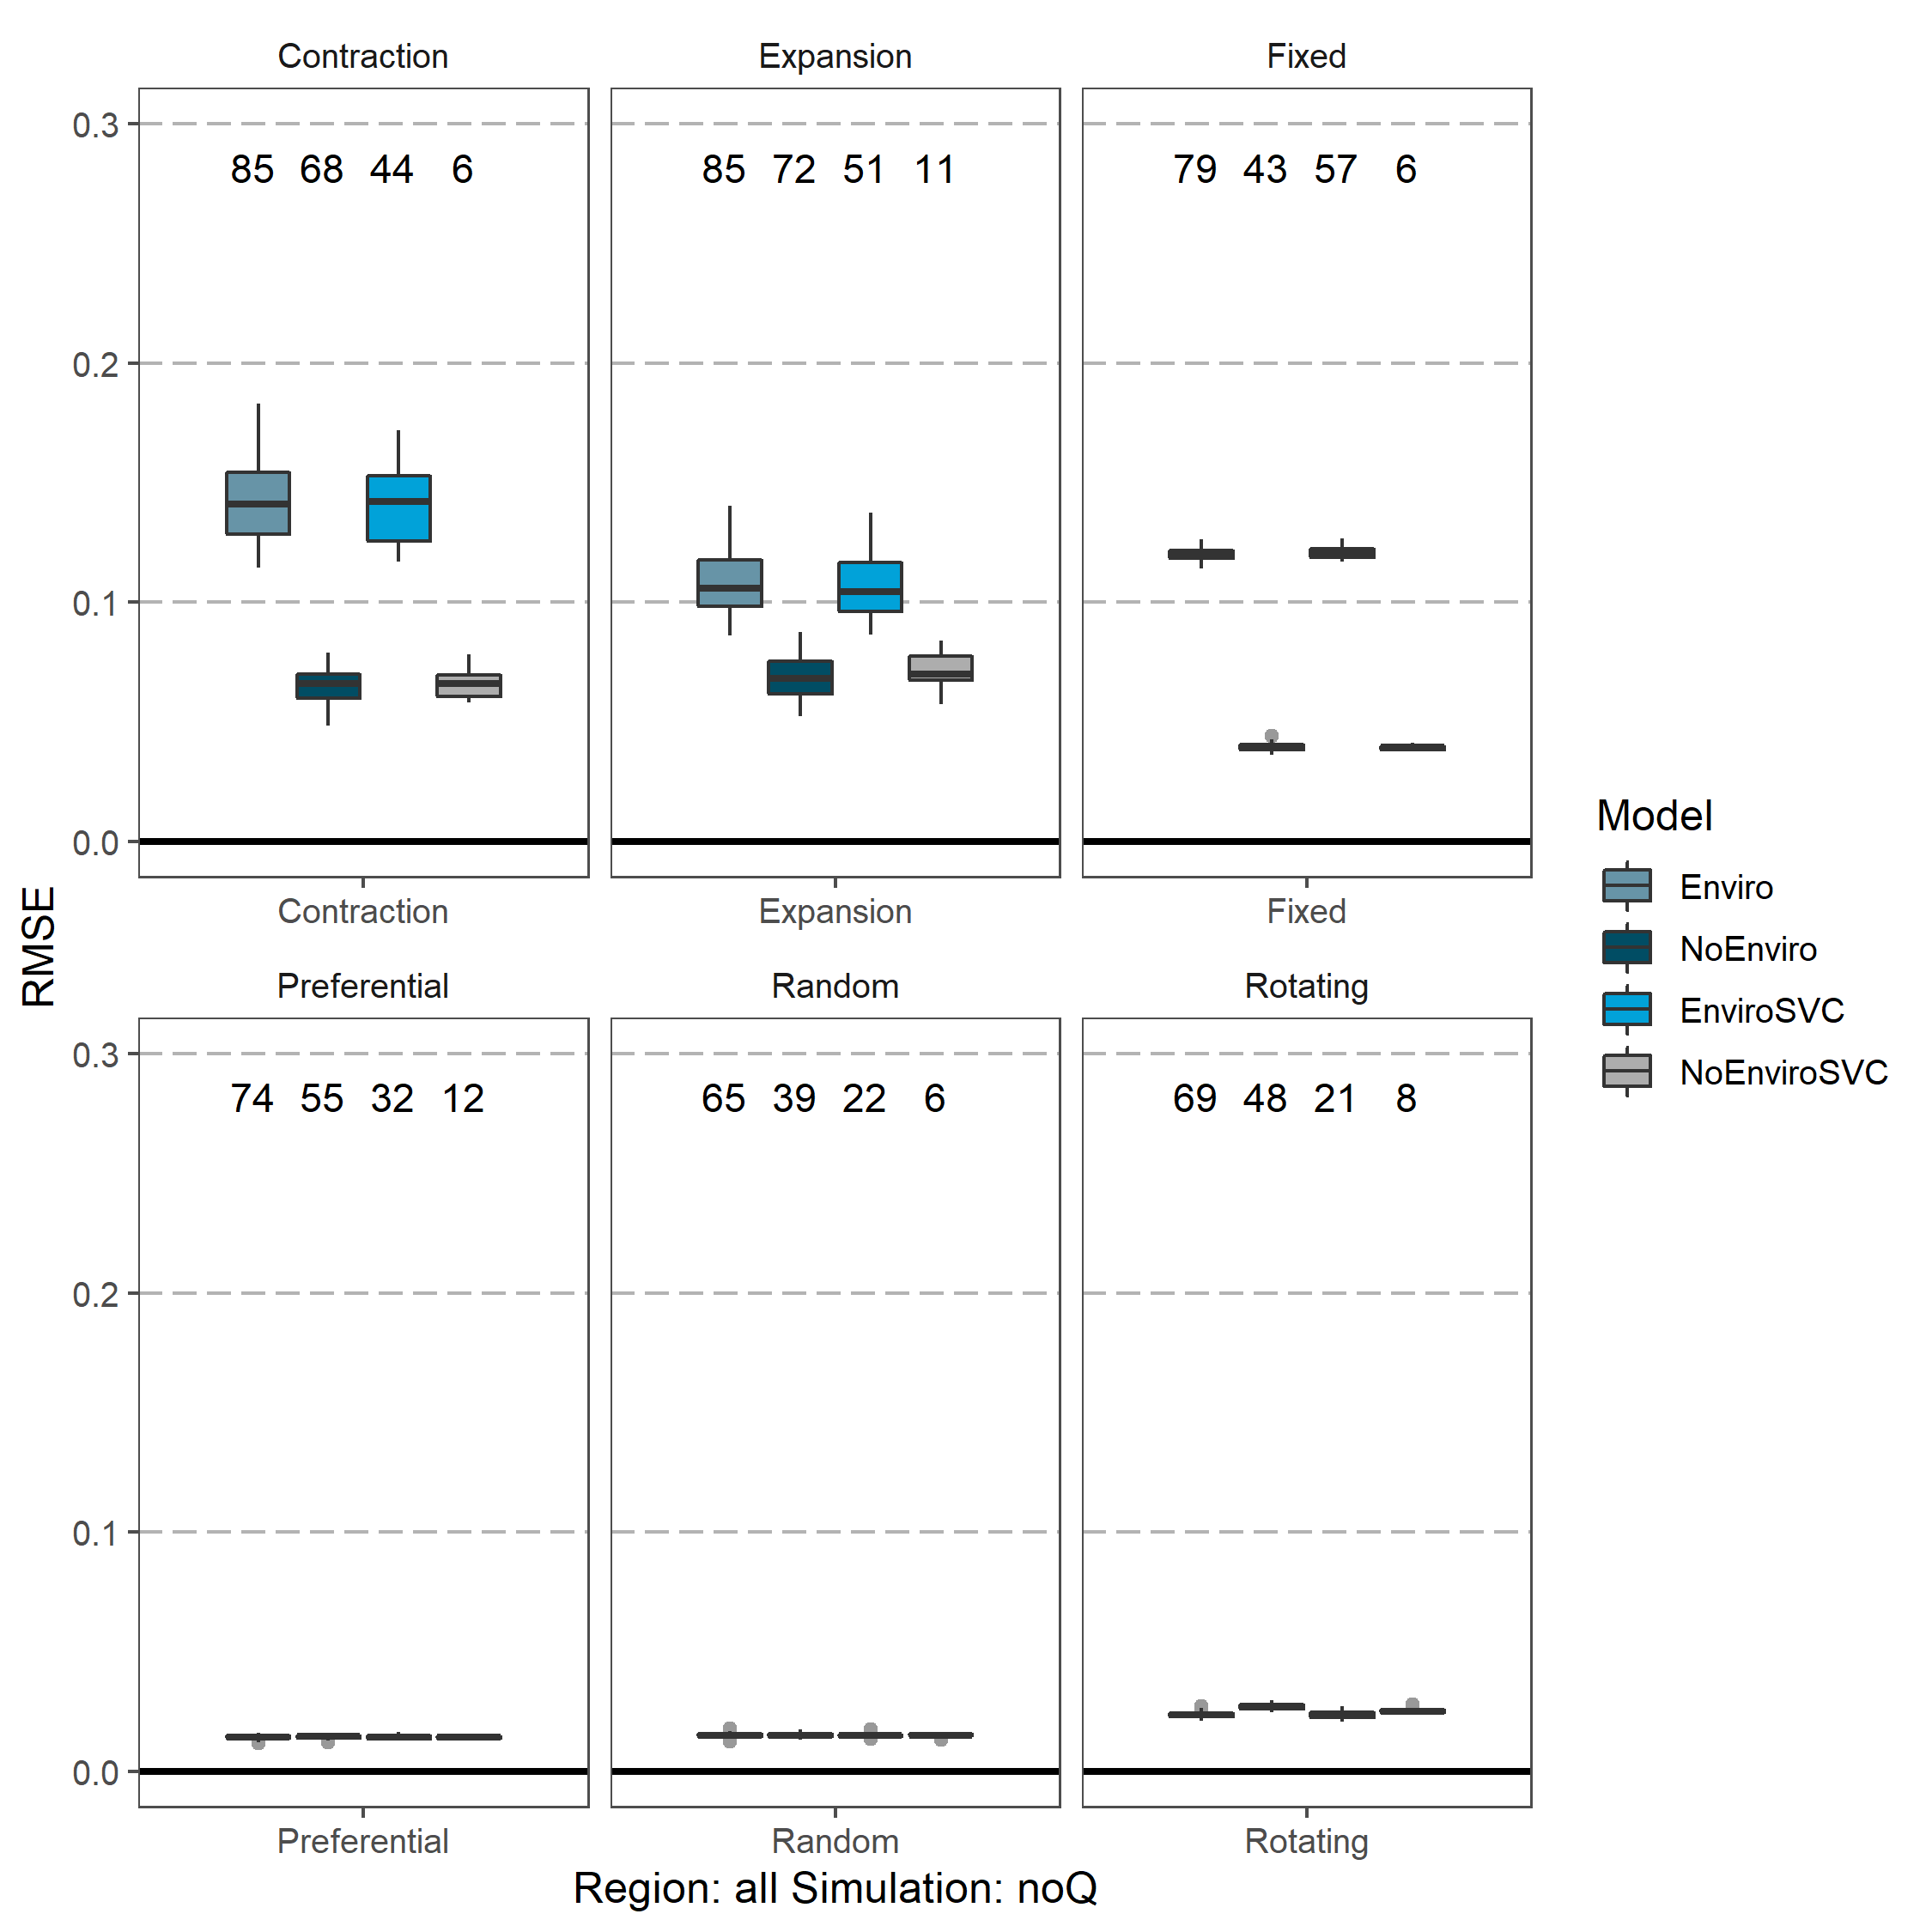 Contraction Expansion Fixed
0.3
85 68 44 6 85 72 51 11 79 43 57 6
0.2
0.1
0.0
Contraction Expansion Fixed
RMSE
Preferential Random Rotating
0.3
74 55 32 12 65 39 22 6 69 48 21 8
0.2
0.1
0.0
Preferential Random Rotating
Region: all Simulation: noQ
Model
Enviro
NoEnviro
EnviroSVC
NoEnviroSVC